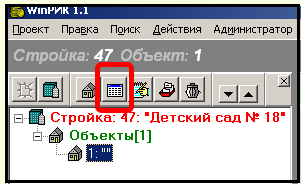 WinРИК 1.1
Проект Правка Поиск Действия Администратор
Стройка: 47 Объект: 1
Стройка: 47: "Детский сад № 18"
Объекты[1]
1: ""